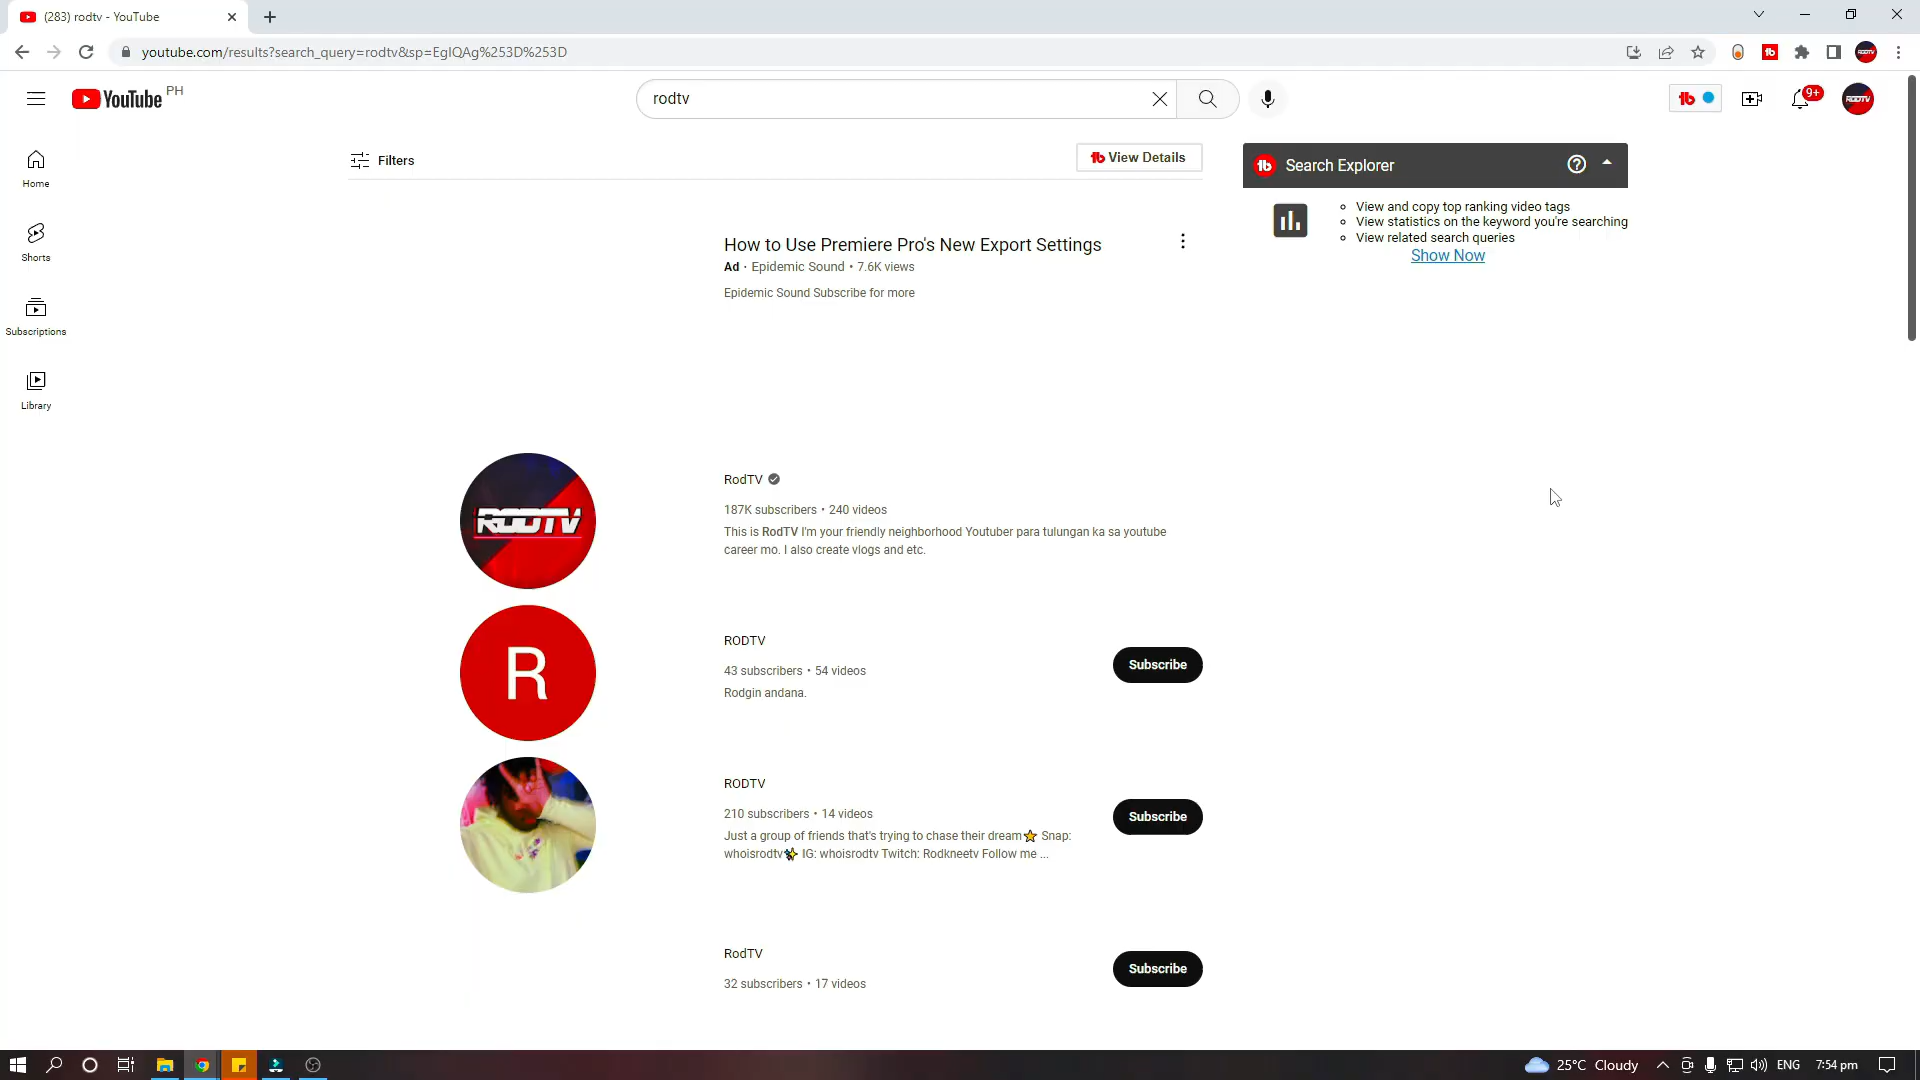 (283) rodtv - YouTube
youtube.com/results?search_query=rodtv&sp=EgIQAg%253D%253D
YouTube PH
rodtv
9+
RODTV
Home
Shorts
Subscriptions
Library
Filters
View Details
Search Explorer
View and copy top ranking video tags
View statistics on the keyword you're searching
View related search queries
Show Now
How to Use Premiere Pro's New Export Settings
Ad · Epidemic Sound • 7.6K views
Epidemic Sound Subscribe for more
RODTV
RodTV
187K subscribers • 240 videos
This is RodTV I'm your friendly neighborhood Youtuber para tulungan ka sa youtube
career mo. I also create vlogs and etc.
R
RODTV
43 subscribers • 54 videos
Rodgin andana.
Subscribe
RODTV
210 subscribers • 14 videos
Just a group of friends that's trying to chase their dream⭐ Snap:
whoisrodtv✨ IG: whoisrodtv Twitch: Rodkneetv Follow me ...
Subscribe
RodTV
32 subscribers • 17 videos
Subscribe
25°C Cloudy
ENG
7:54 pm